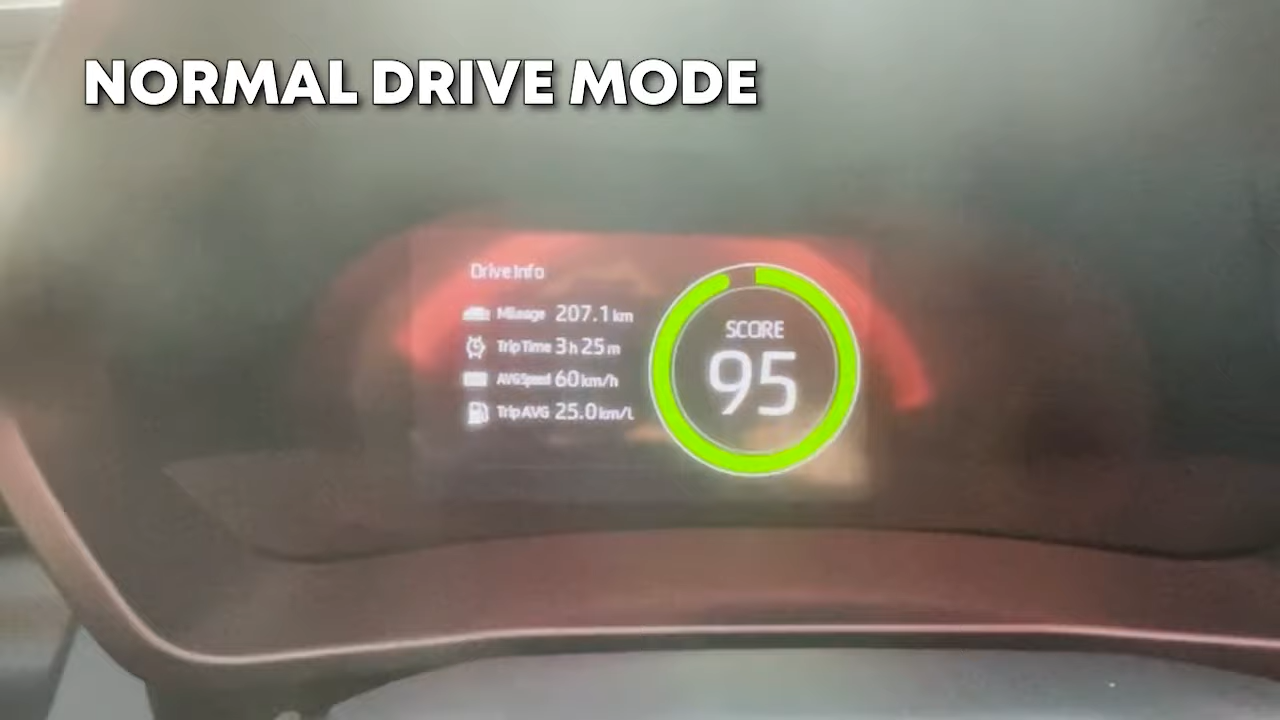 NORMAL DRIVE MODE
Drive Info
Mileage 207.1 km
Trip Time 3 h 25 m
AVG Speed 60 km/h
Trip AVG 25.0 km/L
SCORE
95